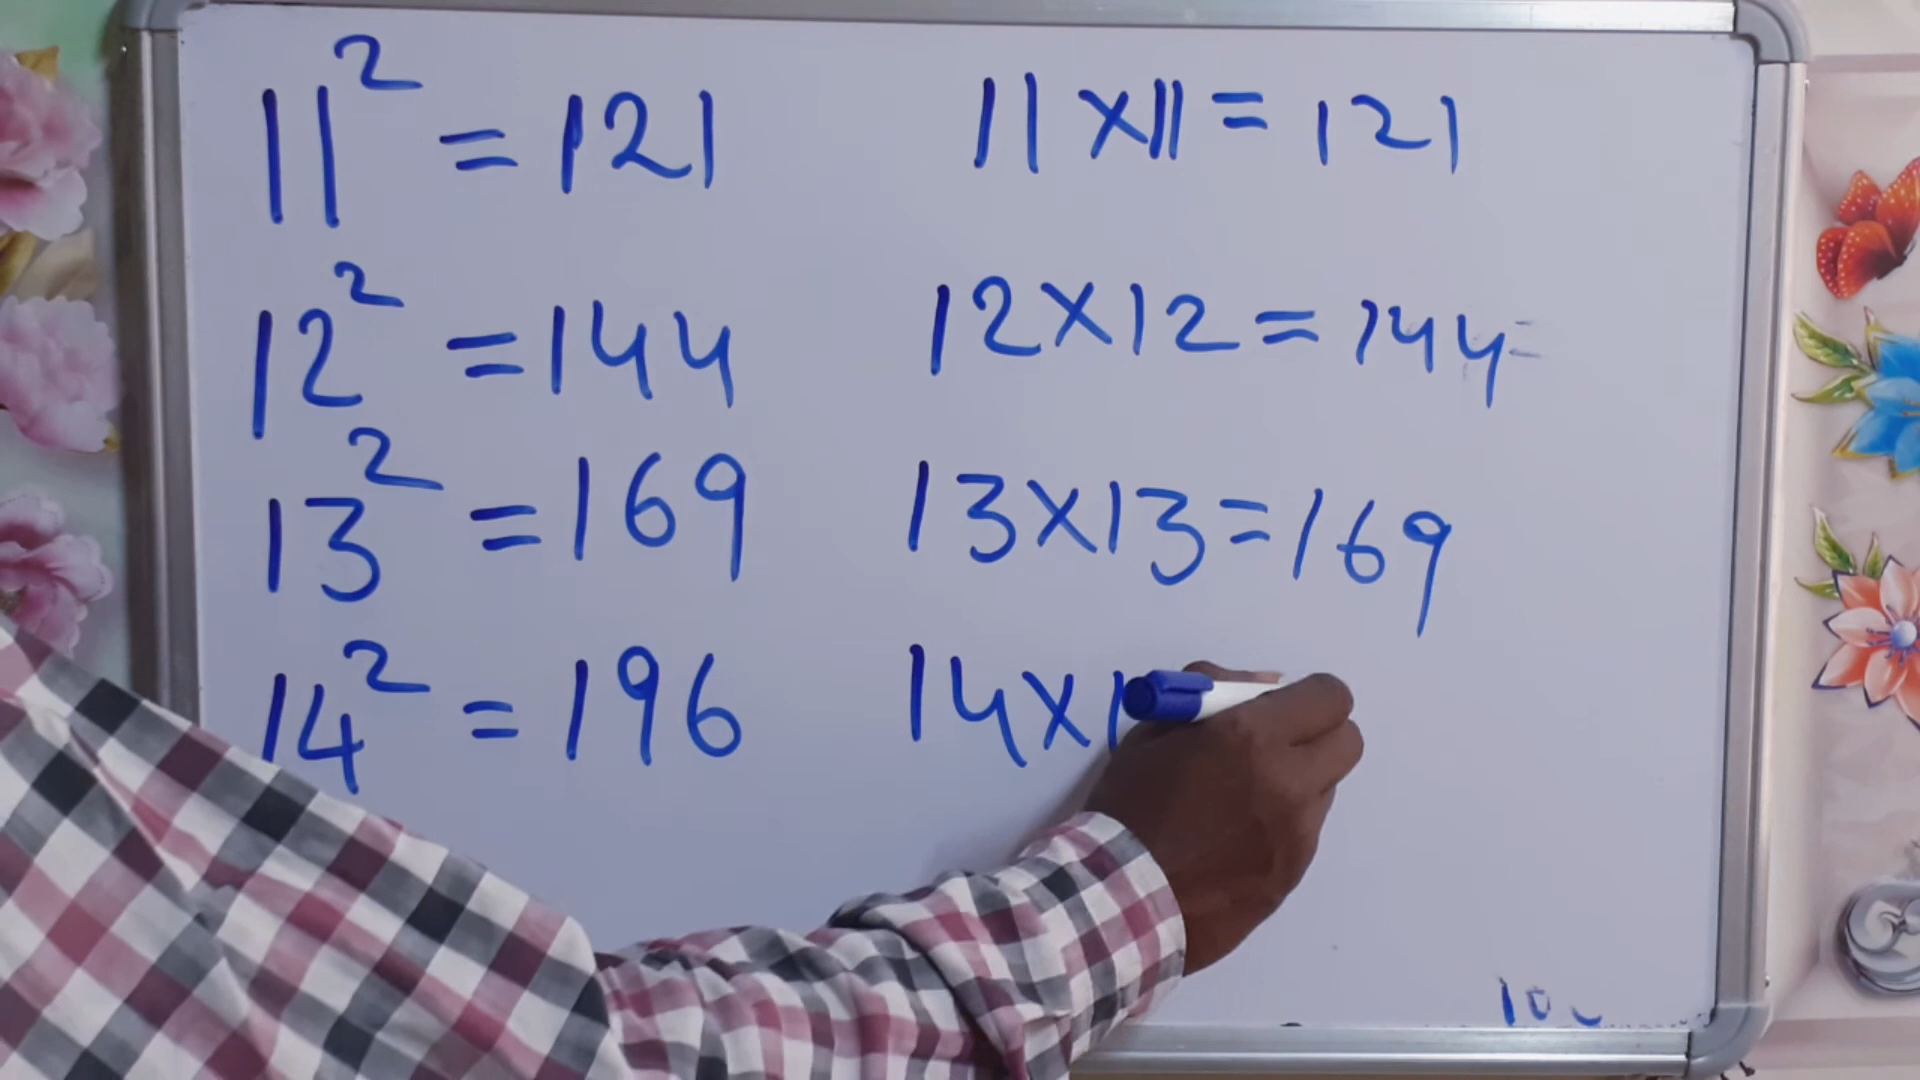 11² = 121 11×11 = 121
12² = 144 12×12 = 144
13² = 169 13×13 = 169
14² = 196 14×1